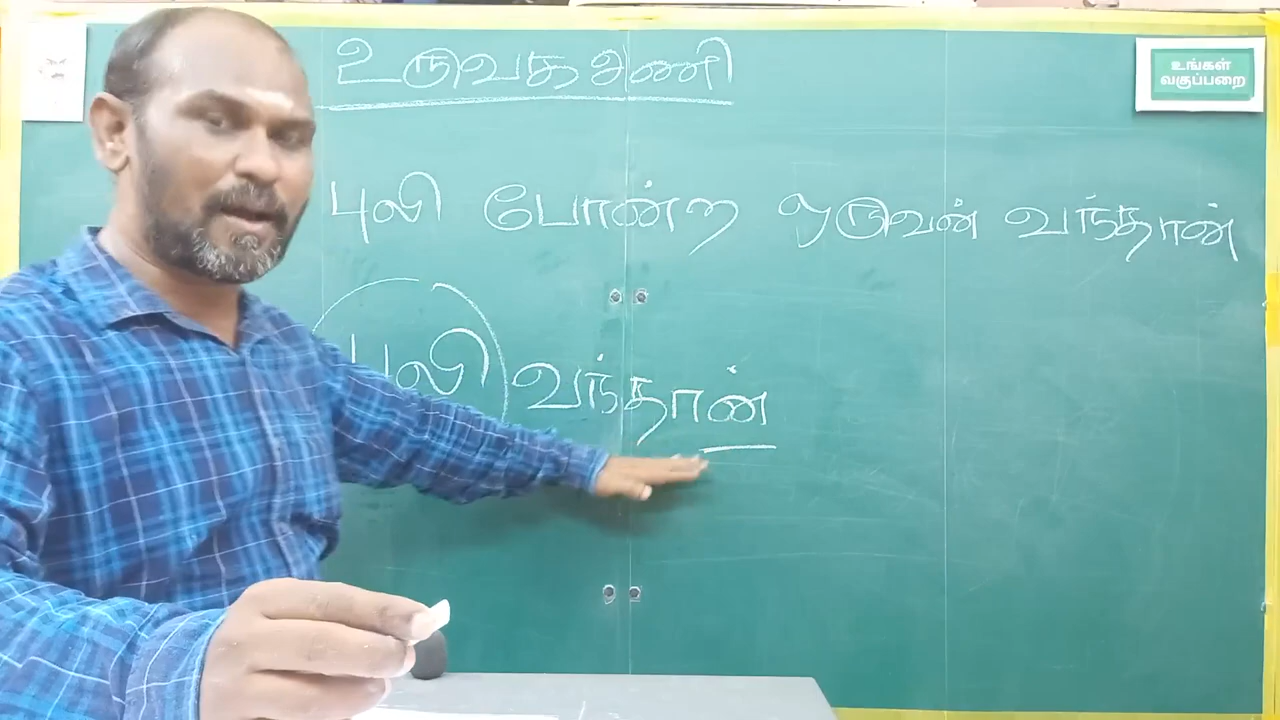 உருவக அணி
உங்கள்
வகுப்பறை
புலி போன்ற ஒருவன் வந்தான்
புலி வந்தான்